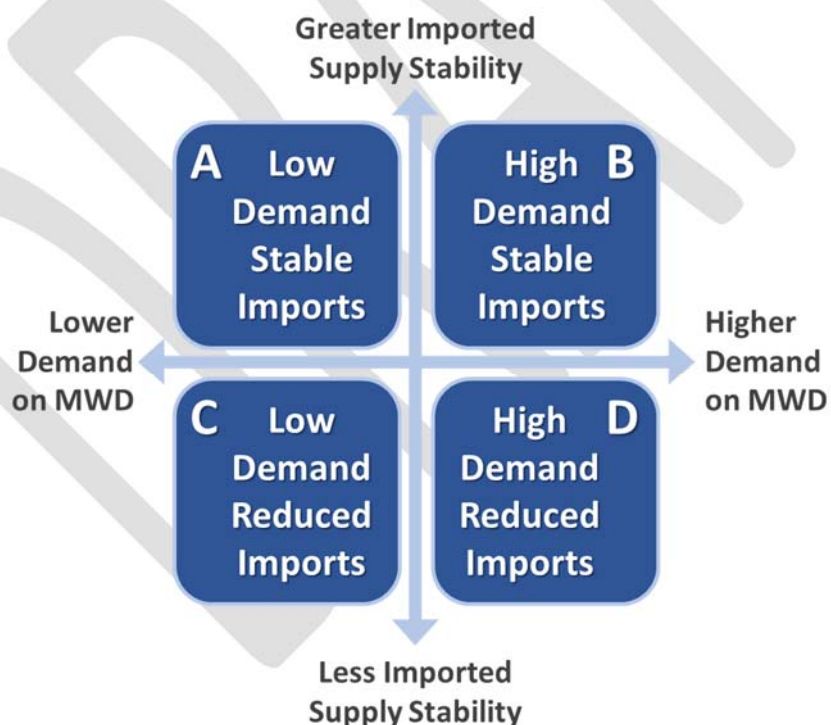 Greater Imported
Supply Stability
A Low
Demand
Stable
Imports
High B
Demand
Stable
Imports
Lower
Demand
on MWD
Higher
Demand
on MWD
C Low
Demand
Reduced
Imports
High D
Demand
Reduced
Imports
Less Imported
Supply Stability